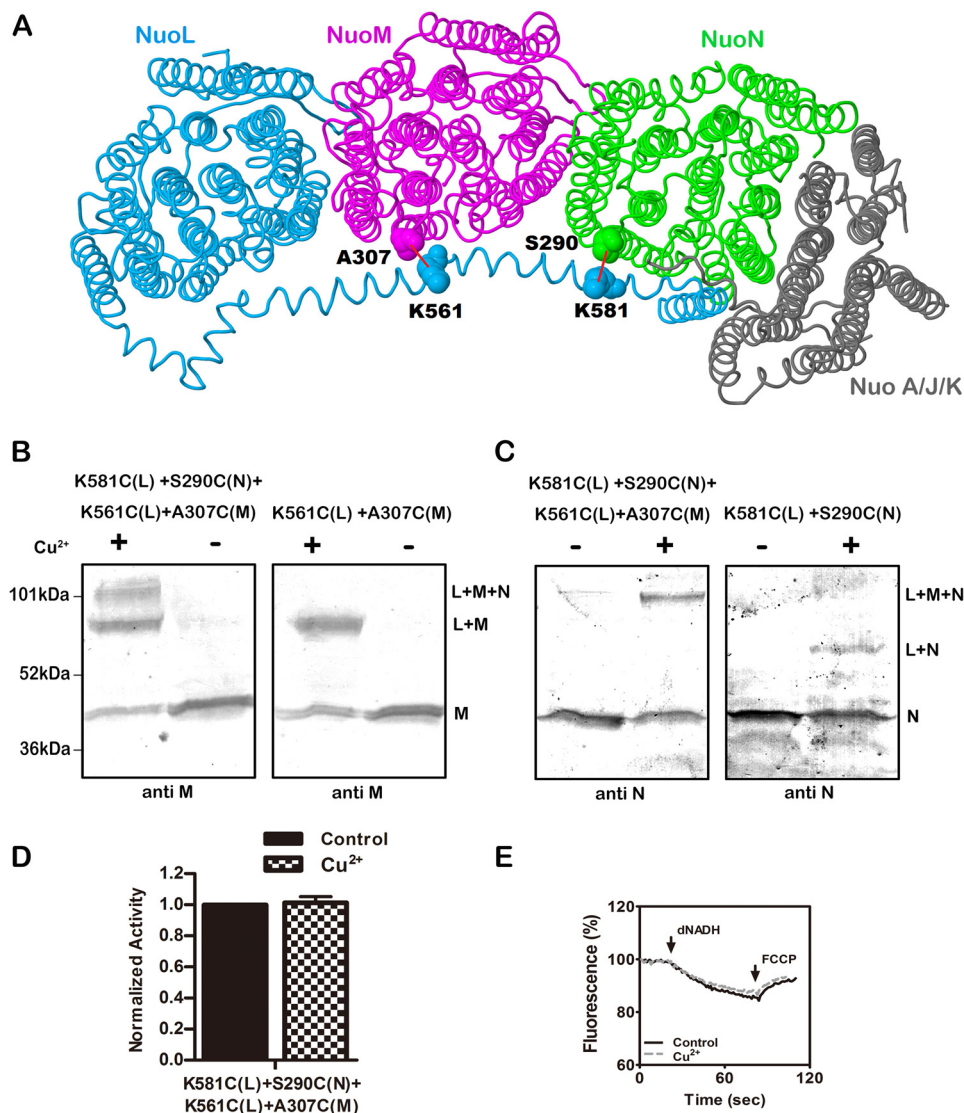 A
NuoL
NuoM
NuoN
A307
S290
K561
K581
Nuo A/J/K
B
K581C(L) +S290C(N)+
K561C(L)+A307C(M)
K561C(L) +A307C(M)
Cu2+
+
-
+
-
101kDa
52kDa
36kDa
L+M+N
L+M
M
anti M
anti M
C
K581C(L) +S290C(N)+
K561C(L)+A307C(M)
K581C(L) +S290C(N)
-
+
-
+
L+M+N
L+N
N
anti N
anti N
D
Control
Cu2+
Normalized Activity
1.2
1.0
0.8
0.6
0.4
0.2
0.0
K581C(L)+S290C(N)+
K561C(L)+A307C(M)
E
Fluorescence (%)
120
100
80
60
dNADH
FCCP
Control
Cu2+
0
60
120
Time (sec)